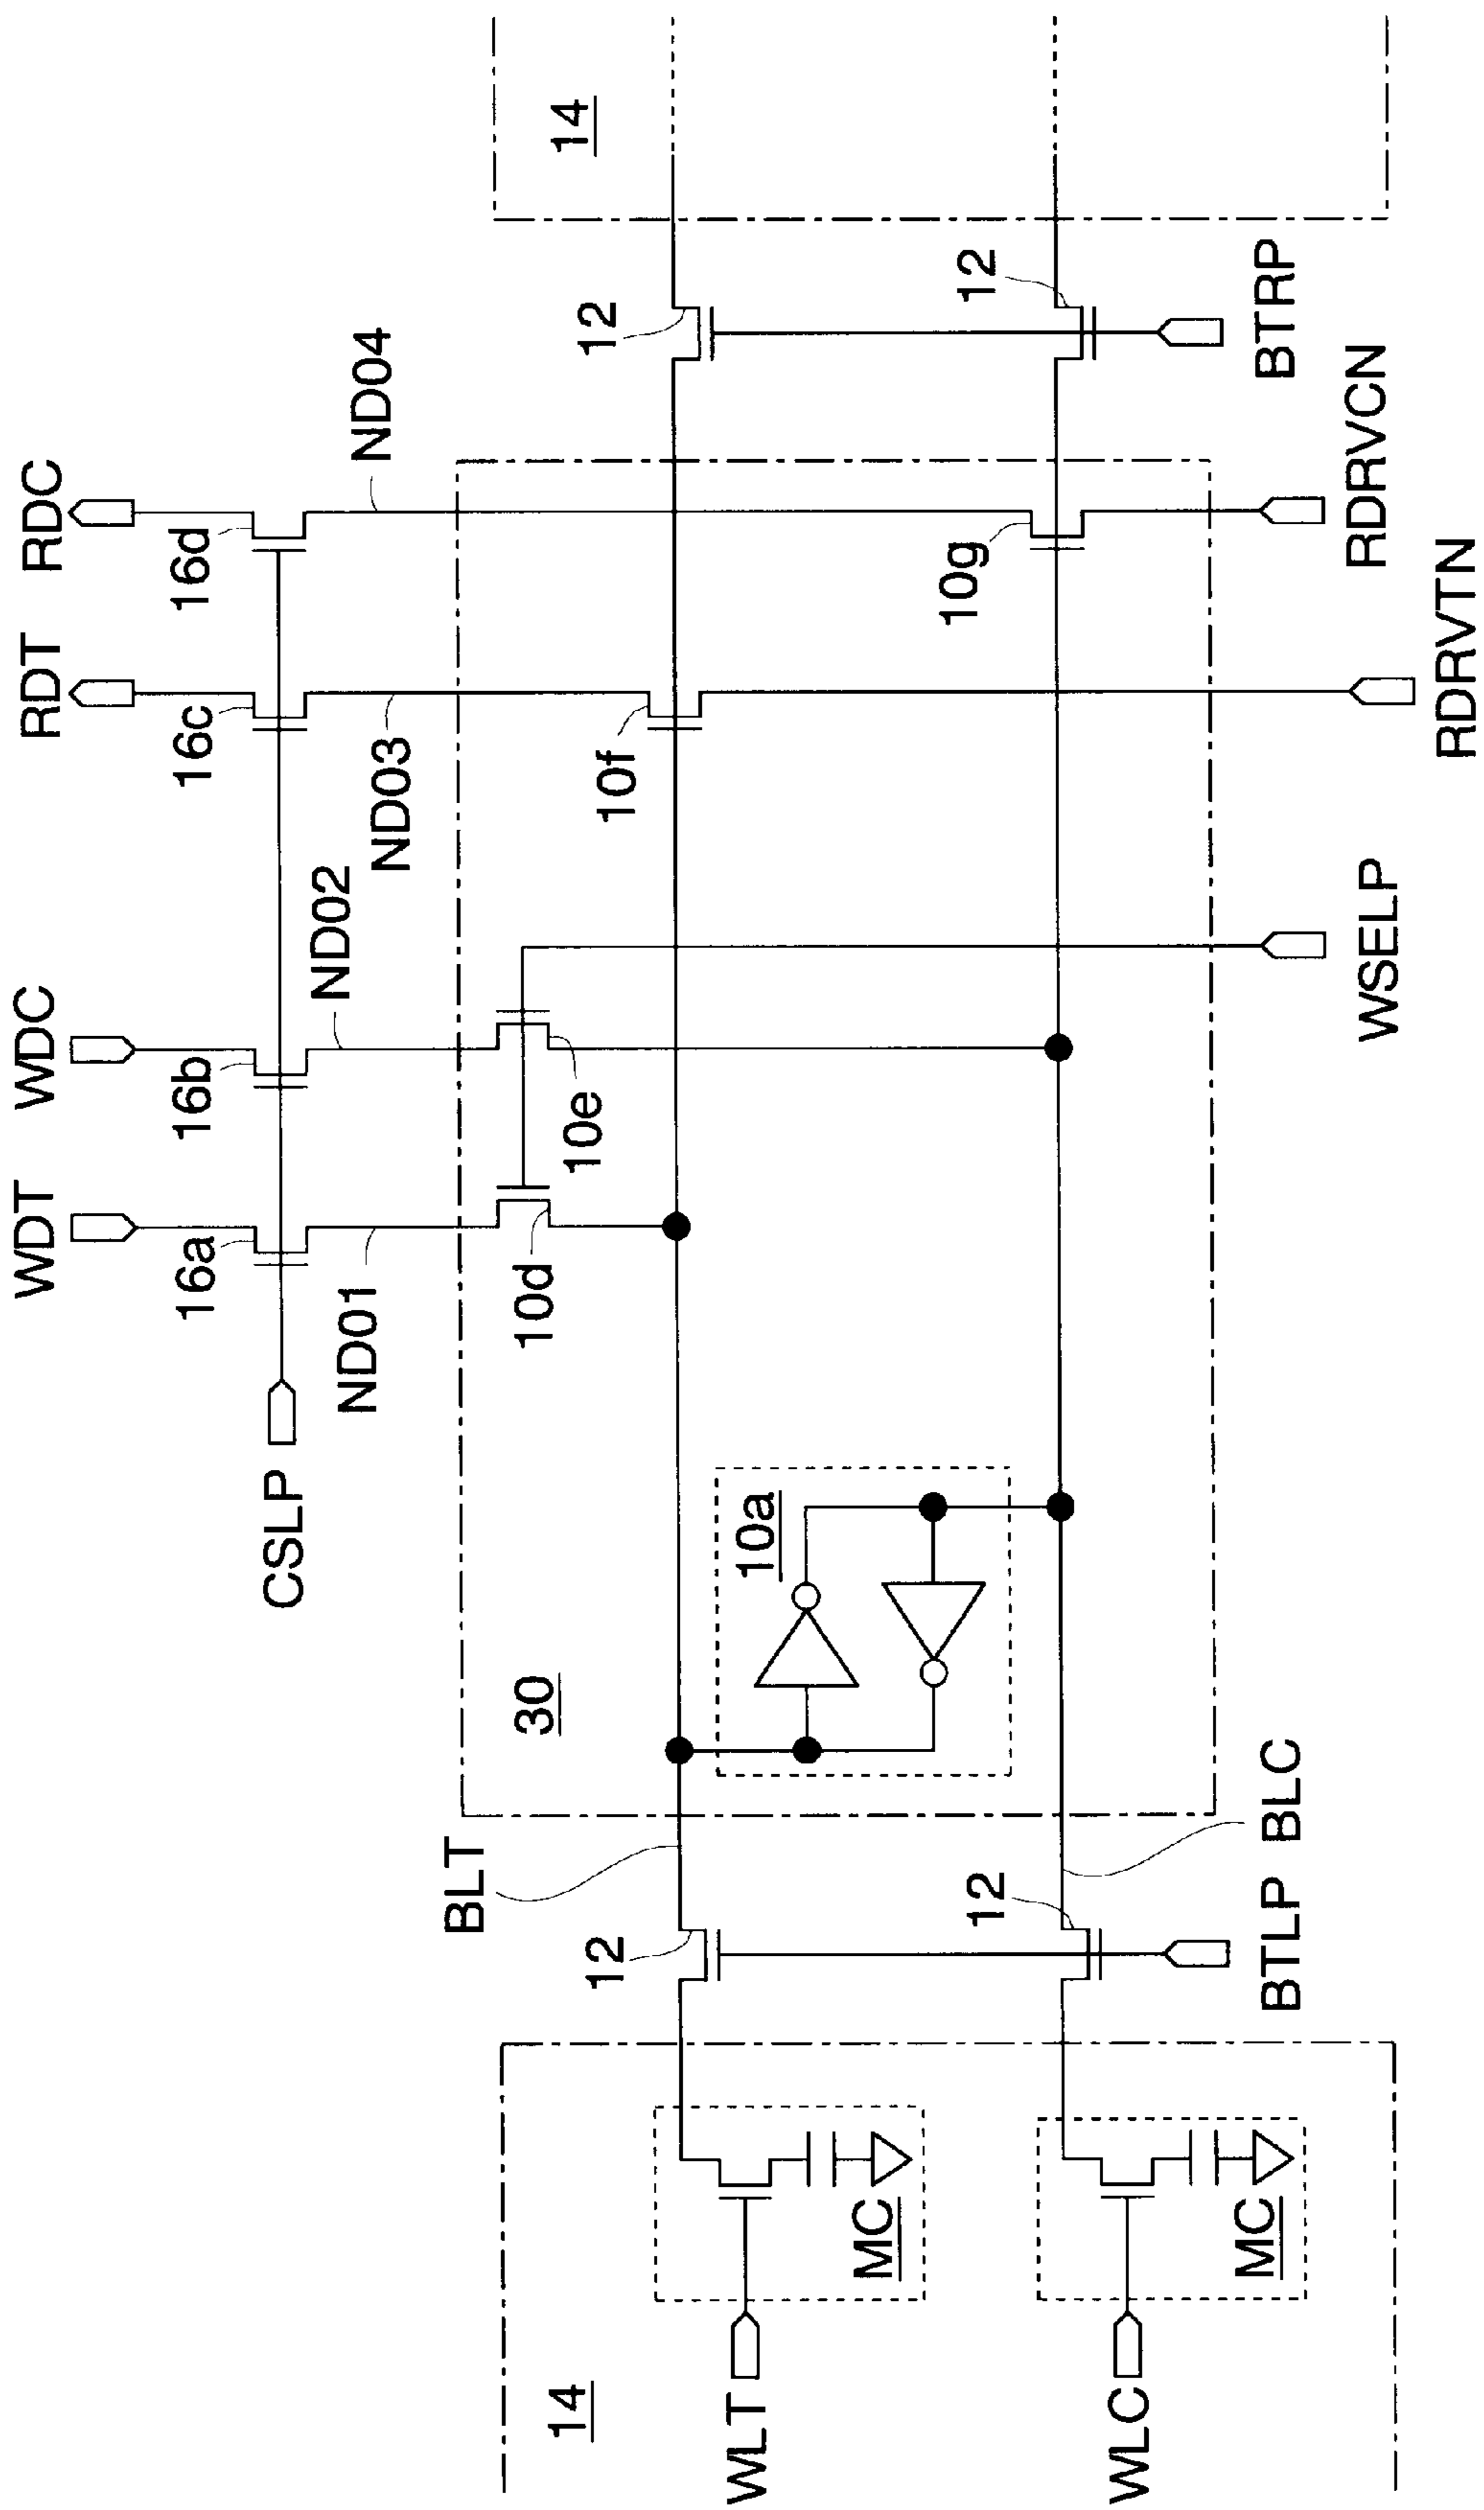 WDT
WDC
RDT
RDC
CSLP
16a
16b
16c
16d
ND01
ND02
ND03
ND04
BLT
30
10d
10e
10f
12
14
14
12
10a
10g
12
12
WLT
MC
WLC
MC
BTLP
BLC
WSELP
RDRVTN
RDRVCN
BTRP